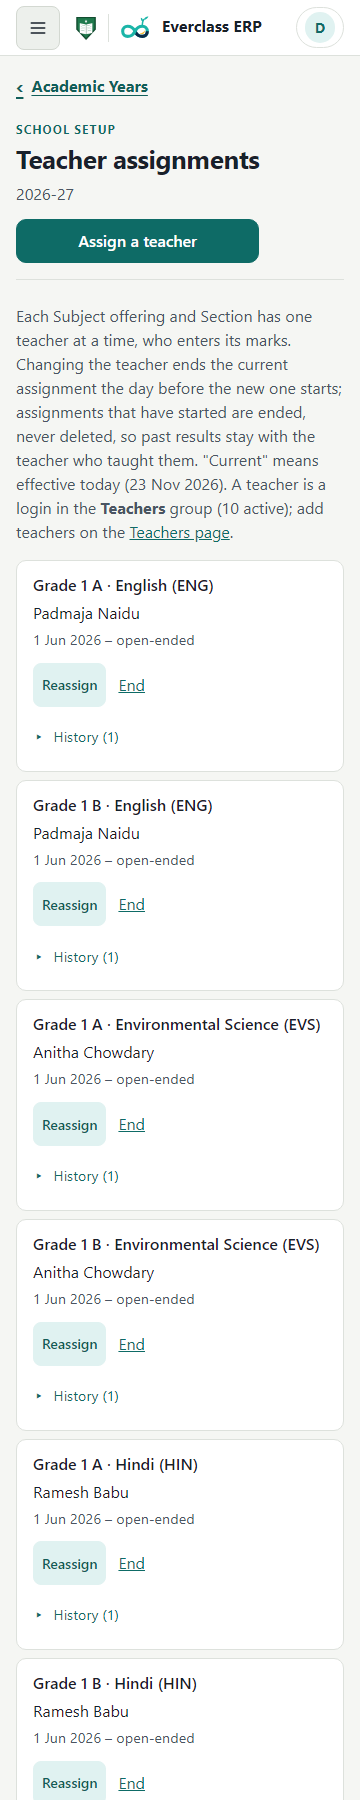 Everclass ERP
D
‹ Academic Years
SCHOOL SETUP
Teacher assignments
2026-27
Assign a teacher
Each Subject offering and Section has one
teacher at a time, who enters its marks.
Changing the teacher ends the current
assignment the day before the new one starts;
assignments that have started are ended,
never deleted, so past results stay with the
teacher who taught them. "Current" means
effective today (23 Nov 2026). A teacher is a
login in the Teachers group (10 active); add
teachers on the Teachers page.
Grade 1 A · English (ENG)
Padmaja Naidu
1 Jun 2026 – open-ended
Reassign End
▸ History (1)
Grade 1 B · English (ENG)
Padmaja Naidu
1 Jun 2026 – open-ended
Reassign End
▸ History (1)
Grade 1 A · Environmental Science (EVS)
Anitha Chowdary
1 Jun 2026 – open-ended
Reassign End
▸ History (1)
Grade 1 B · Environmental Science (EVS)
Anitha Chowdary
1 Jun 2026 – open-ended
Reassign End
▸ History (1)
Grade 1 A · Hindi (HIN)
Ramesh Babu
1 Jun 2026 – open-ended
Reassign End
▸ History (1)
Grade 1 B · Hindi (HIN)
Ramesh Babu
1 Jun 2026 – open-ended
Reassign End